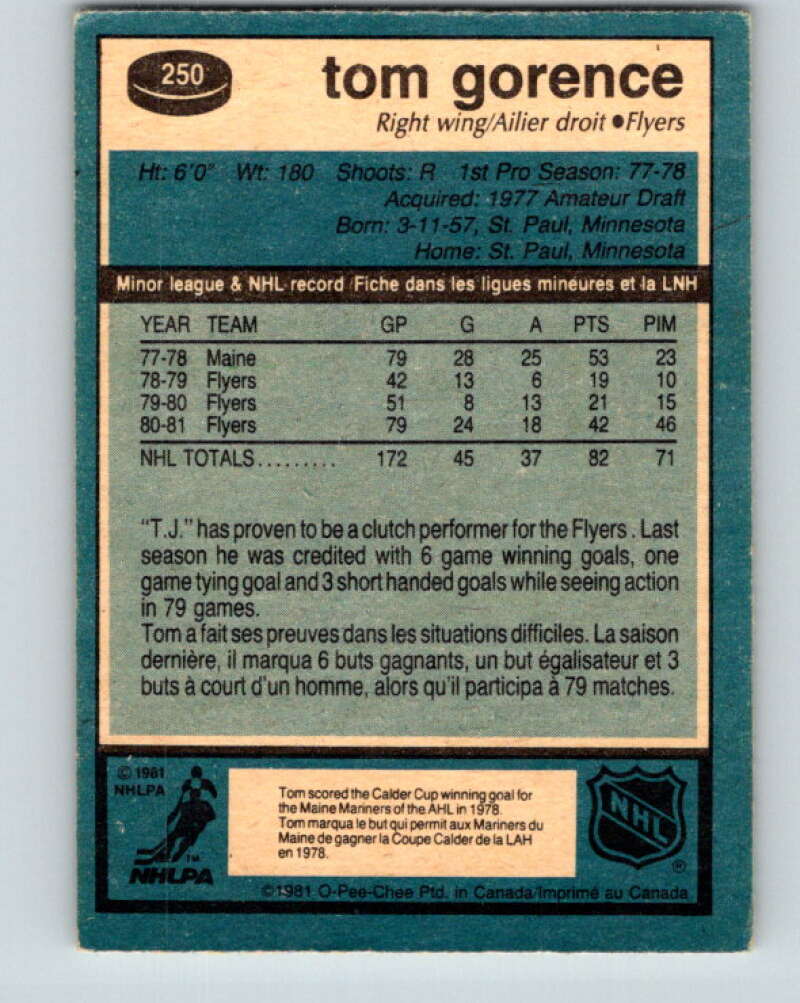 250
tom gorence
Right wing/Ailier droit ●Flyers
Ht: 6'0" Wt: 180 Shoots: R 1st Pro Season: 77-78
Acquired: 1977 Amateur Draft
Born: 3-11-57, St. Paul, Minnesota
Home: St. Paul, Minnesota
Minor league & NHL record/Fiche dans les ligues mineures et la LNH
YEAR TEAM GP G A PTS PIM
77-78 Maine 79 28 25 53 23
78-79 Flyers 42 13 6 19 10
79-80 Flyers 51 8 13 21 15
80-81 Flyers 79 24 18 42 46
NHL TOTALS......... 172 45 37 82 71
"T.J." has proven to be a clutch performer for the Flyers. Last
season he was credited with 6 game winning goals, one
game tying goal and 3 short handed goals while seeing action
in 79 games.
Tom a fait ses preuves dans les situations difficiles. La saison
dernière, il marqua 6 buts gagnants, un but égalisateur et 3
buts à court d'un homme, alors qu'il participa à 79 matches.
© 1981
NHLPA
TM
NHLPA
Tom scored the Calder Cup winning goal for
the Maine Mariners of the AHL in 1978.
Tom marqua le but qui permit aux Mariners du
Maine de gagner la Coupe Calder de la LAH
en 1978.
NHL
®
©1981 O-Pee-Chee Ptd. in Canada/Imprimé au Canada